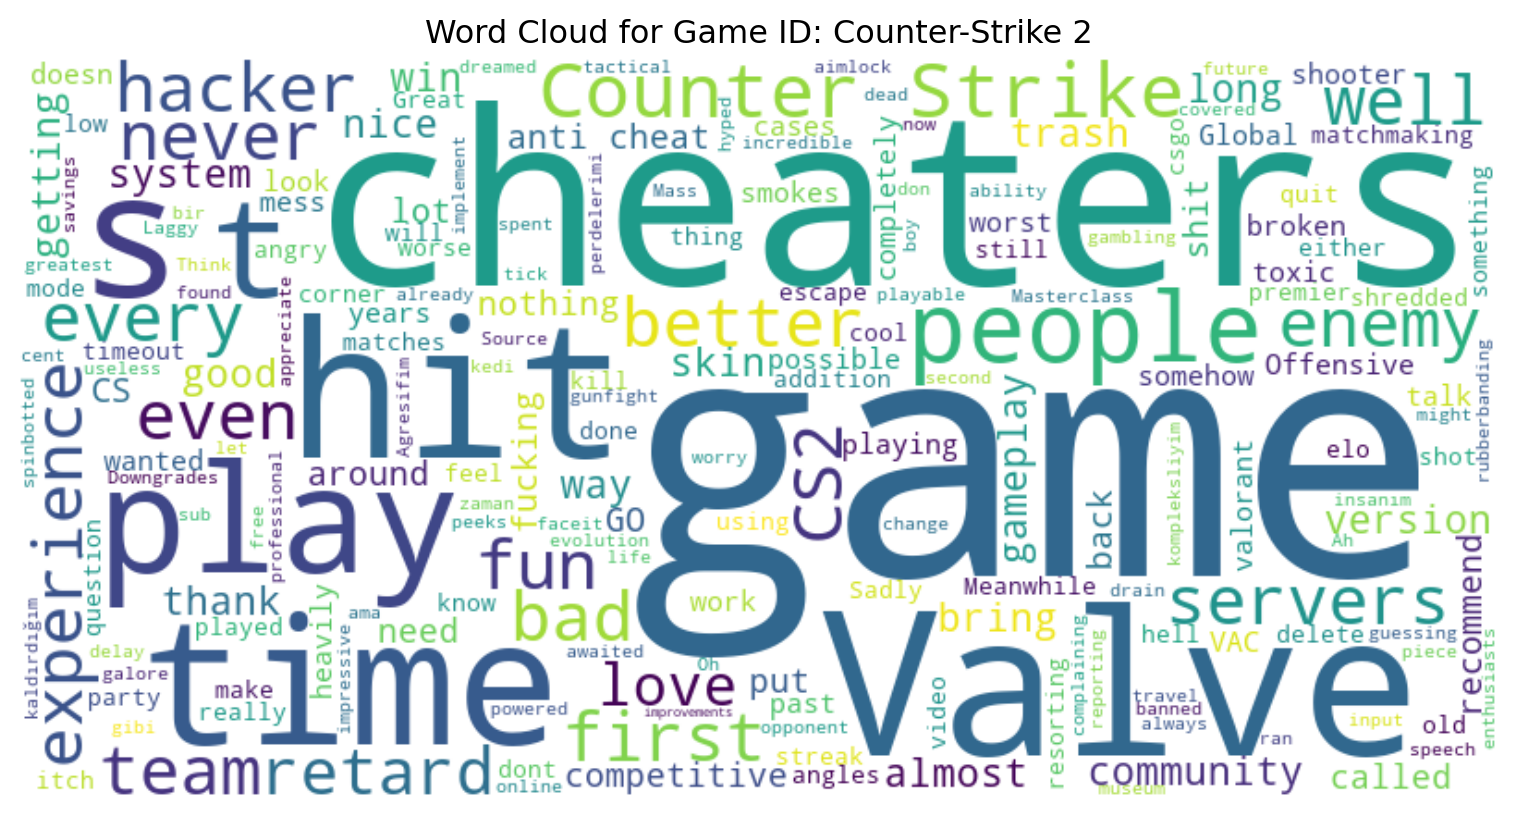 Word Cloud for Game ID: Counter-Strike 2
doesn
hacker
win
dreamed
tactical
aimlock
Counter Strike
future
shooter
long
well
Great
dead
covered
low
never
nice
anti cheat
hyped
cases
incredible
now
trash
csgo
Global
matchmaking
getting
savings
system
look
mess
implement
cheaters
perdelerimi
Mass
smokes
completely
don
ability
quit
something
st
bir
Laggy
lot
will
worse
spent
thing
boy
worst
still
gambling
shit
broken
either
greatest
Think
angry
tick
toxic
mode
found
appreciate
corner
already
nothing
escape
playable
Masterclass
premier
shredded
every
years
matches
Source
better
cool
people
enemy
cent
timeout
useless
CS
good
hit
kedi
kill
gunfight
skin
possible
addition
second
somehow
Offensive
rubberbanding
experience
even
Agresifim
fucking
done
game
CS2
playing
gameplay
talk
might
spinbotted
wanted
let
Downgrades
around
feel
way
worry
kompleksliyim
valorant
elo
shot
play
sub
free
professional
zaman
peeks
faceit
GO
evolution
life
using
change
back
insanım
version
Ah
question
fun
thank
played
heavily
ama
know
need
bad
work
Sadly
Meanwhile
drain
servers
recommend
kaldırdığım
delay
galore
party
time
impressive
awaited
Oh
Valve
bring
hell
VAC
delete
guessing
piece
enthusiasts
make
really
powered
love
improvements
put
past
video
resorting
complaining
reporting
travel
banned
always
input
old
gibi
first
opponent
streak
ran
speech
itch
team
retard
dont
online
competitive
angles
almost
community
museum
called